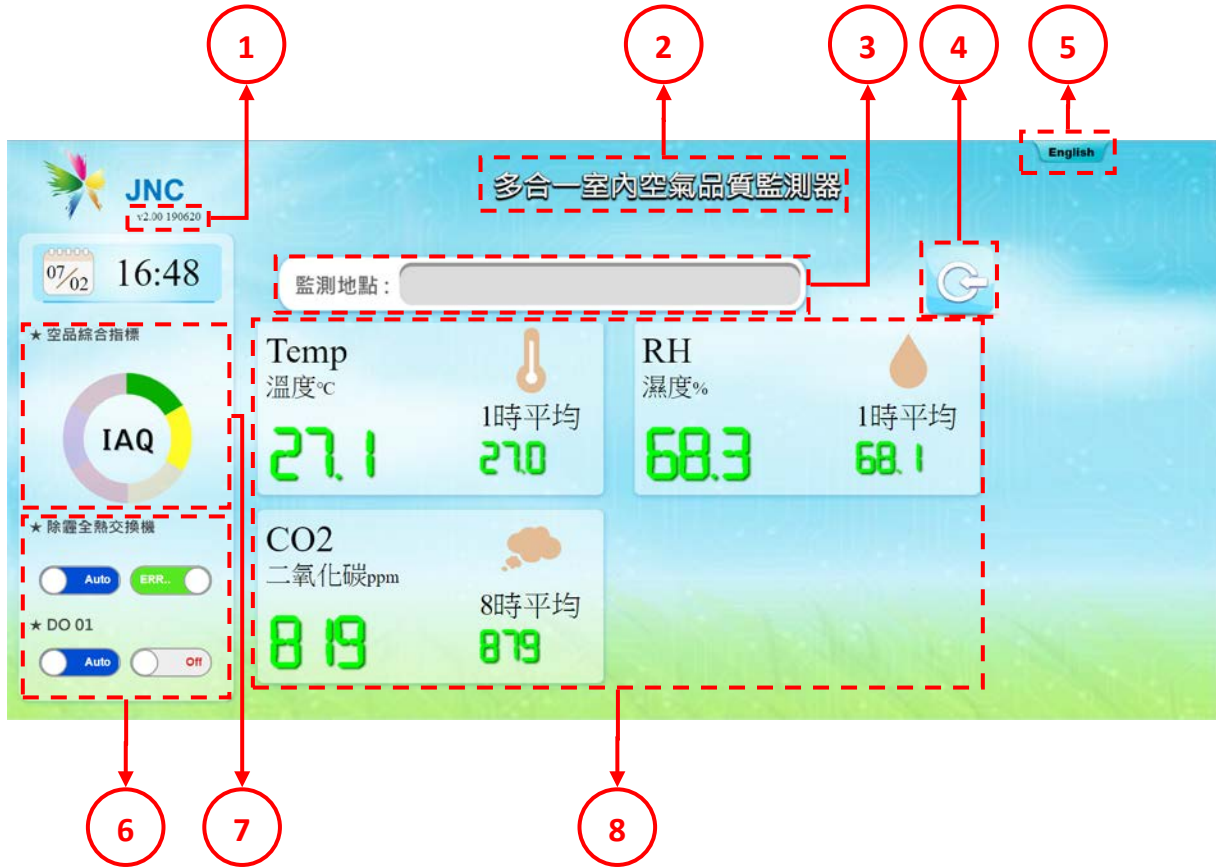 1
2
3
4
5
English
JNC
v2.00 190620
多合一室內空氣品質監測器
07/02
16:48
監測地點：
★ 空品綜合指標
IAQ
Temp
溫度℃
27.1
1時平均
27.0
RH
濕度%
68.3
1時平均
68.1
★ 除霾全熱交換機
Auto
ERR..
★ DO 01
Auto
Off
CO2
二氧化碳ppm
819
8時平均
879
6
7
8